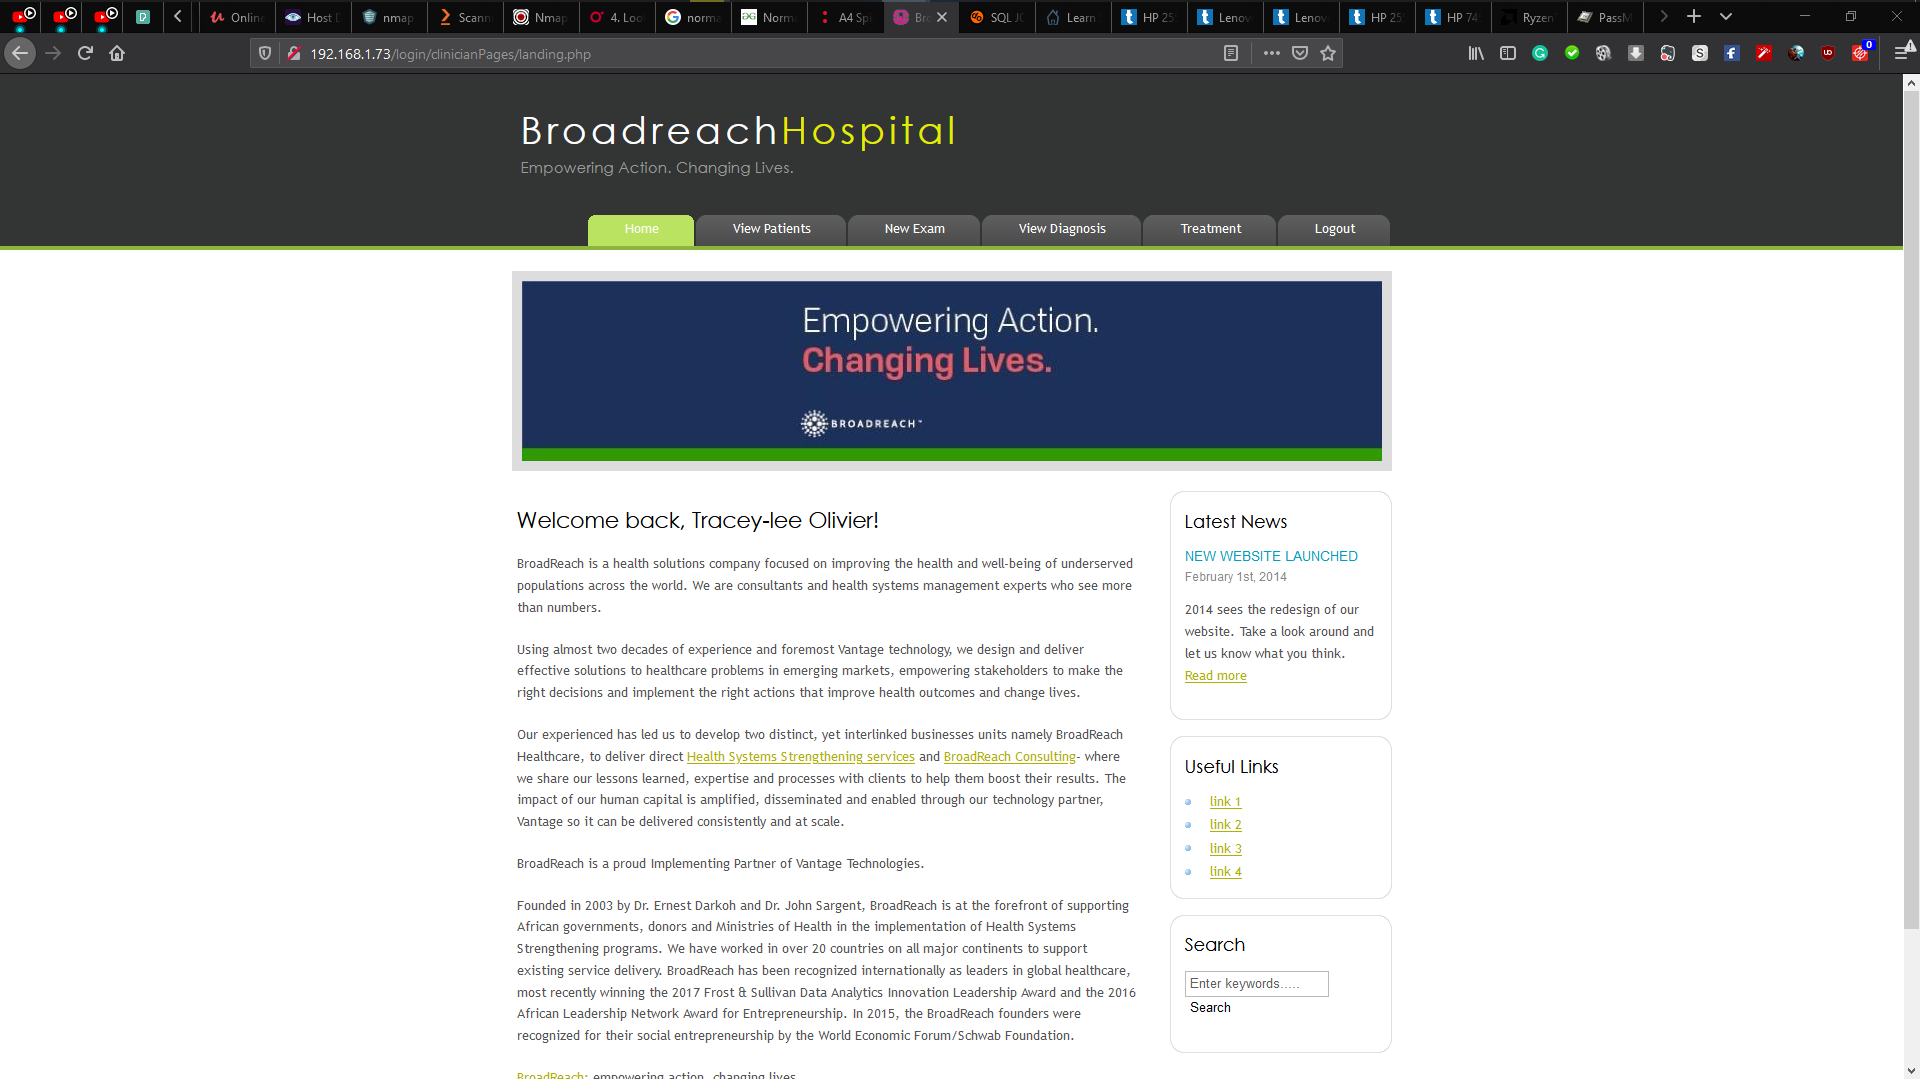 Online
Host D
nmap
Scann
Nmap
4. Loo
norma
Norma
A4 Spi
Bro
SQL JO
Learn
HP 25
Lenov
Lenov
HP 25
HP 74
Ryzen
PassM
192.168.1.73/login/clinicianPages/landing.php
0
BroadreachHospital
Empowering Action. Changing Lives.
Home
View Patients
New Exam
View Diagnosis
Treatment
Logout
Empowering Action.
Changing Lives.
BROADREACH™
Welcome back, Tracey-lee Olivier!
BroadReach is a health solutions company focused on improving the health and well-being of underserved
populations across the world. We are consultants and health systems management experts who see more
than numbers.
Using almost two decades of experience and foremost Vantage technology, we design and deliver
effective solutions to healthcare problems in emerging markets, empowering stakeholders to make the
right decisions and implement the right actions that improve health outcomes and change lives.
Our experienced has led us to develop two distinct, yet interlinked businesses units namely BroadReach
Healthcare, to deliver direct Health Systems Strengthening services and BroadReach Consulting- where
we share our lessons learned, expertise and processes with clients to help them boost their results. The
impact of our human capital is amplified, disseminated and enabled through our technology partner,
Vantage so it can be delivered consistently and at scale.
BroadReach is a proud Implementing Partner of Vantage Technologies.
Founded in 2003 by Dr. Ernest Darkoh and Dr. John Sargent, BroadReach is at the forefront of supporting
African governments, donors and Ministries of Health in the implementation of Health Systems
Strengthening programs. We have worked in over 20 countries on all major continents to support
existing service delivery. BroadReach has been recognized internationally as leaders in global healthcare,
most recently winning the 2017 Frost & Sullivan Data Analytics Innovation Leadership Award and the 2016
African Leadership Network Award for Entrepreneurship. In 2015, the BroadReach founders were
recognized for their social entrepreneurship by the World Economic Forum/Schwab Foundation.
BroadReach: empowering action, changing lives
Latest News
NEW WEBSITE LAUNCHED
February 1st, 2014
2014 sees the redesign of our
website. Take a look around and
let us know what you think.
Read more
Useful Links
link 1
link 2
link 3
link 4
Search
Enter keywords.....
Search